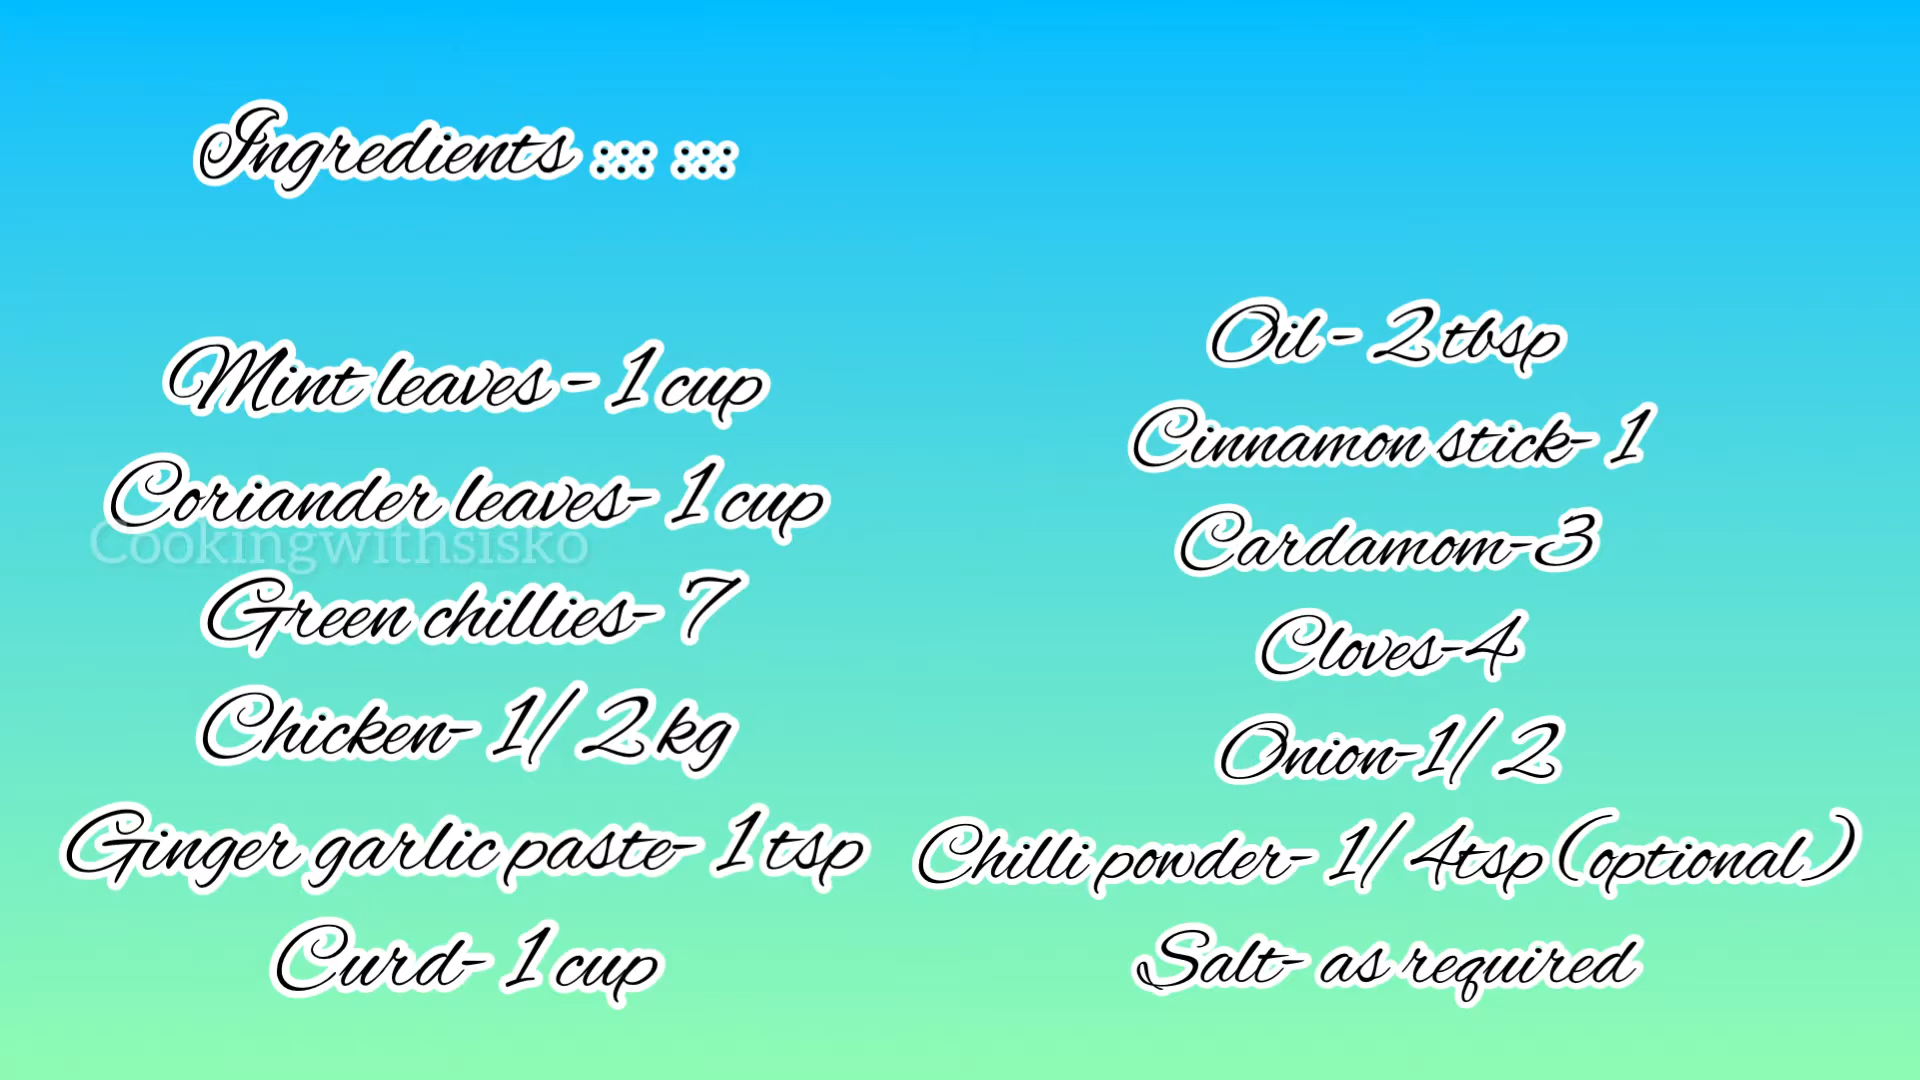 Ingredients ::: :::
Mint leaves - 1 cup
Coriander leaves- 1 cup
Cookingwithsisko
Green chillies- 7
Chicken- 1/ 2 kg
Ginger garlic paste- 1 tsp
Curd- 1 cup
Oil- 2 tbsp
Cinnamon stick- 1
Cardamom-3
Cloves-4
Onion-1/ 2
Chilli powder- 1/ 4tsp (optional )
Salt- as required